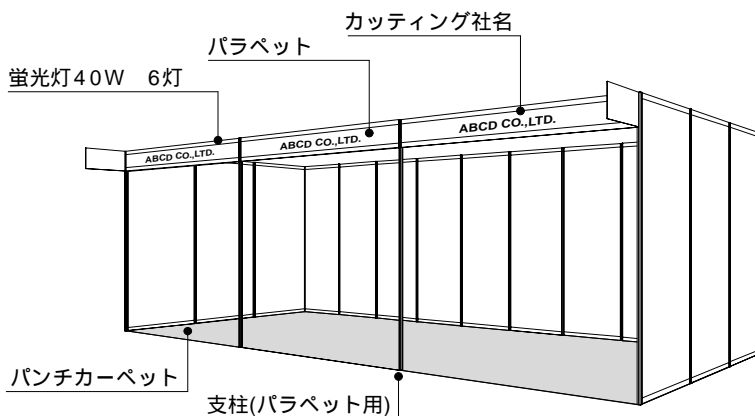 カッティング社名
パラペット
蛍光灯40W　6灯
ABCD CO.,LTD.
ABCD CO.,LTD.
ABCD CO.,LTD.
パンチカーペット
支柱(パラペット用)